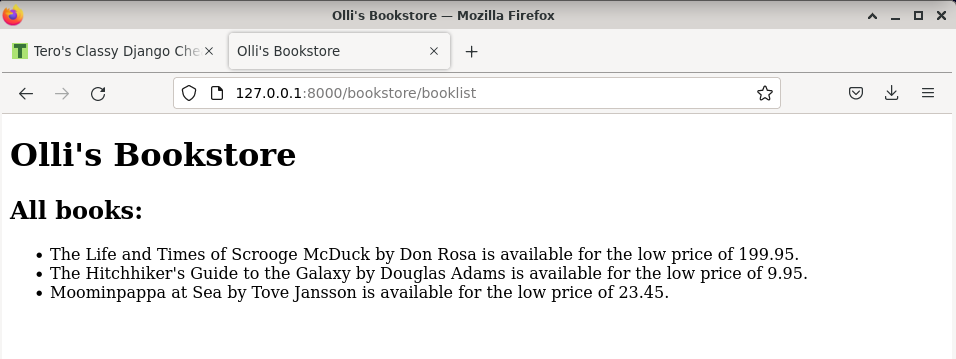 Olli's Bookstore — Mozilla Firefox
Tero's Classy Django Che
Olli's Bookstore
127.0.0.1:8000/bookstore/booklist
Olli's Bookstore
All books:
• The Life and Times of Scrooge McDuck by Don Rosa is available for the low price of 199.95.
• The Hitchhiker's Guide to the Galaxy by Douglas Adams is available for the low price of 9.95.
• Moominpappa at Sea by Tove Jansson is available for the low price of 23.45.